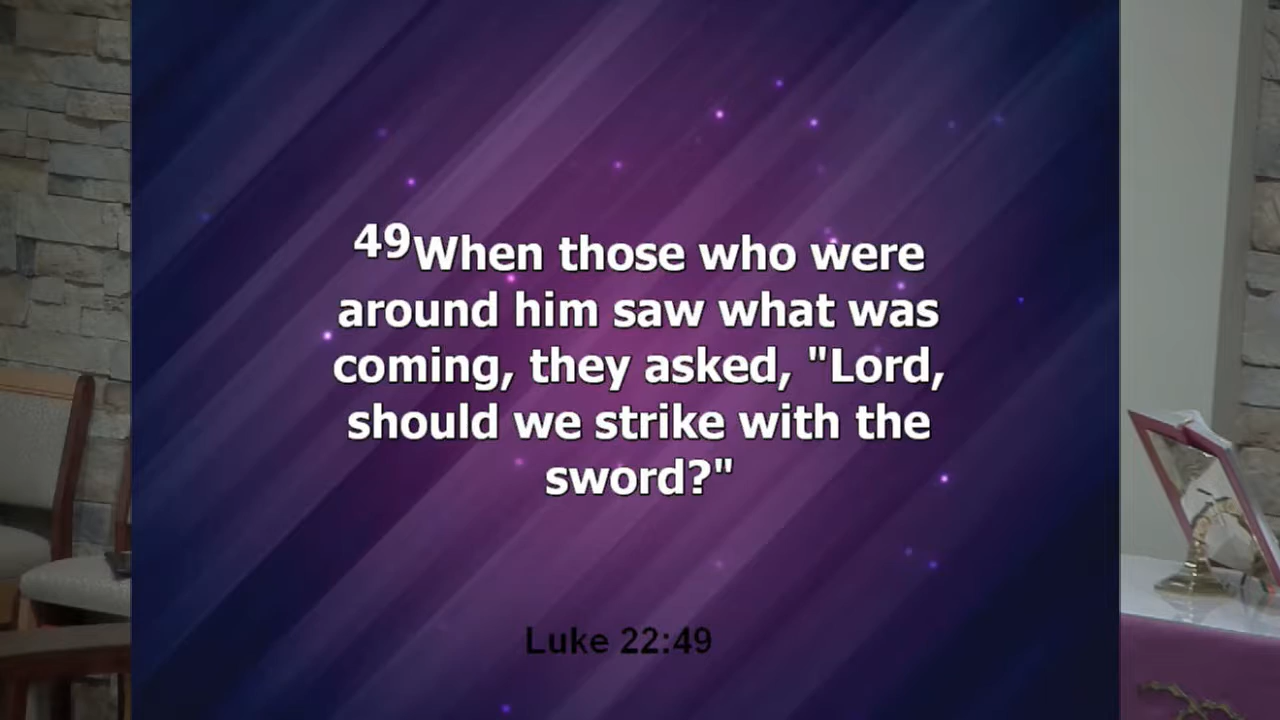 49When those who were
around him saw what was
coming, they asked, "Lord,
should we strike with the
sword?"
Luke 22:49